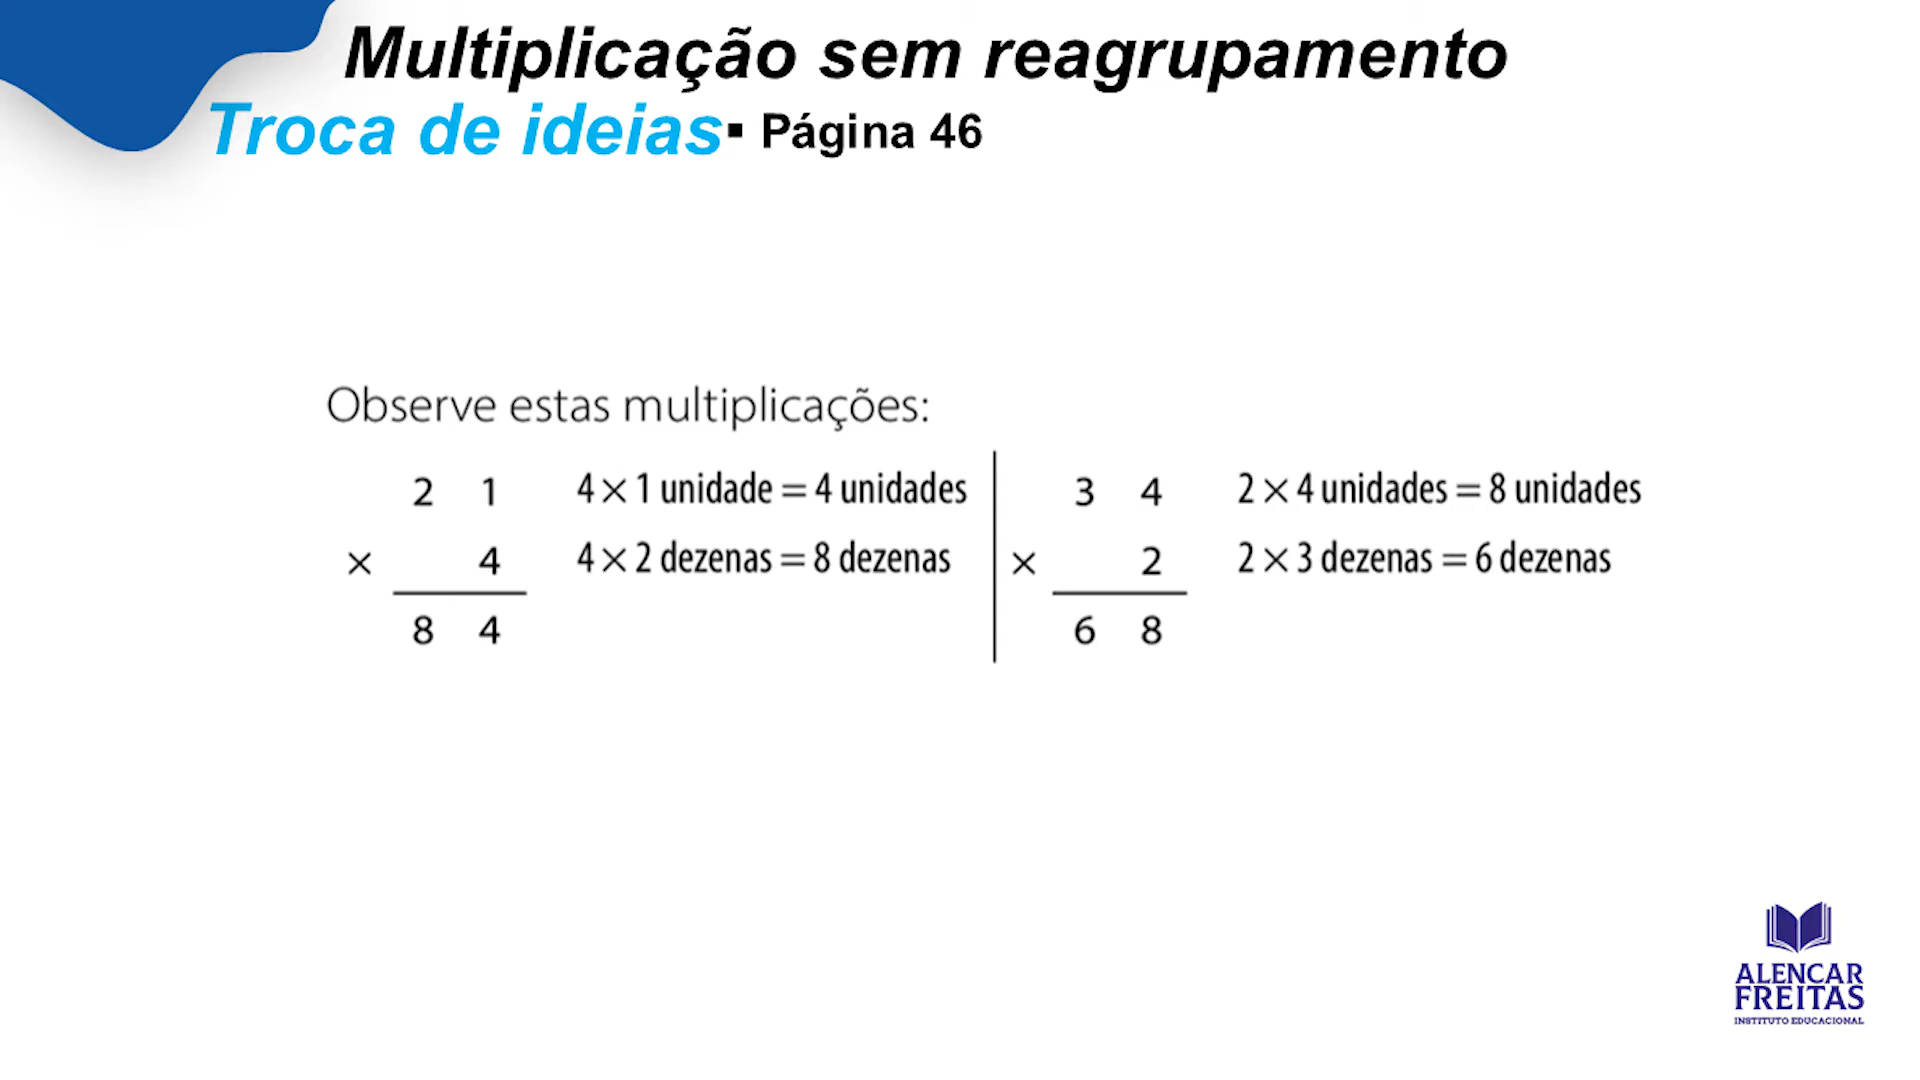 Multiplicação sem reagrupamento
Troca de ideias▪ Página 46
Observe estas multiplicações:
2 1
× 4
8 4
4 × 1 unidade = 4 unidades
4 × 2 dezenas = 8 dezenas
3 4
× 2
6 8
2 × 4 unidades = 8 unidades
2 × 3 dezenas = 6 dezenas
ALENCAR
FREITAS
INSTITUTO EDUCACIONAL